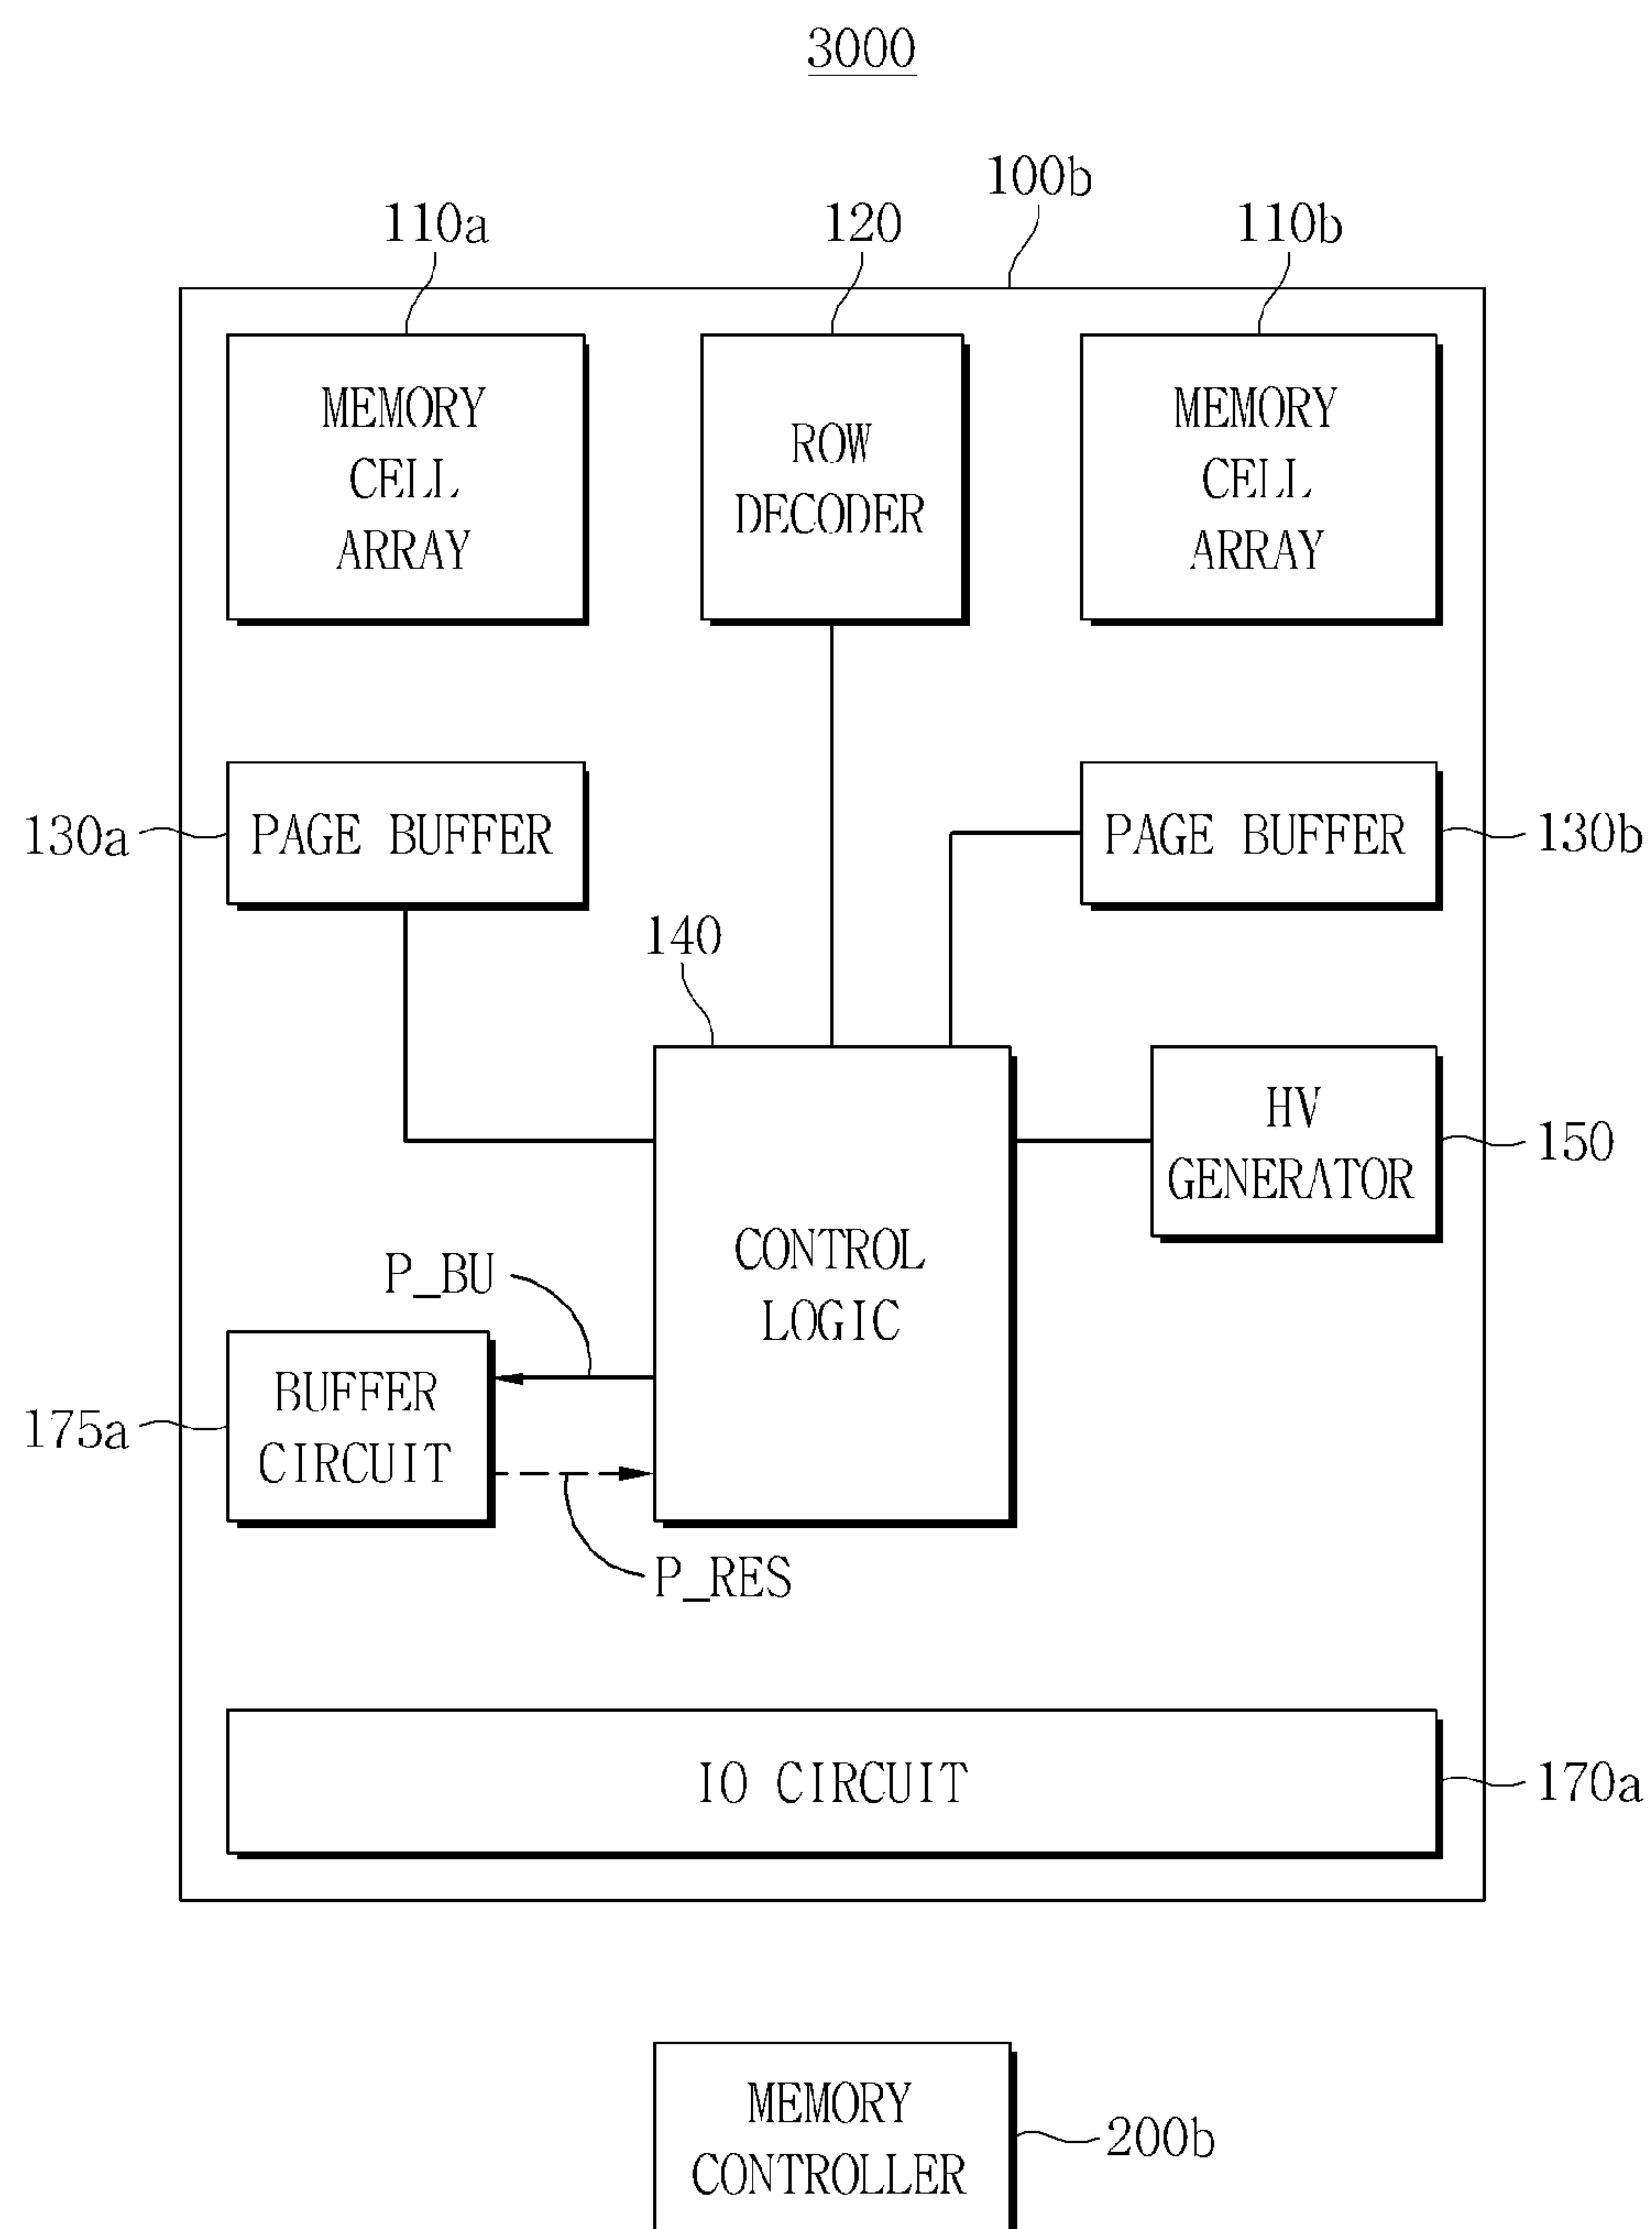 3000
100b
110a
120
110b
MEMORY
CELL
ARRAY
ROW
DECODER
MEMORY
CELL
ARRAY
130a
PAGE BUFFER
PAGE BUFFER
130b
140
HV
GENERATOR
150
CONTROL
LOGIC
P_BU
BUFFER
CIRCUIT
175a
P_RES
IO CIRCUIT
170a
MEMORY
CONTROLLER
200b